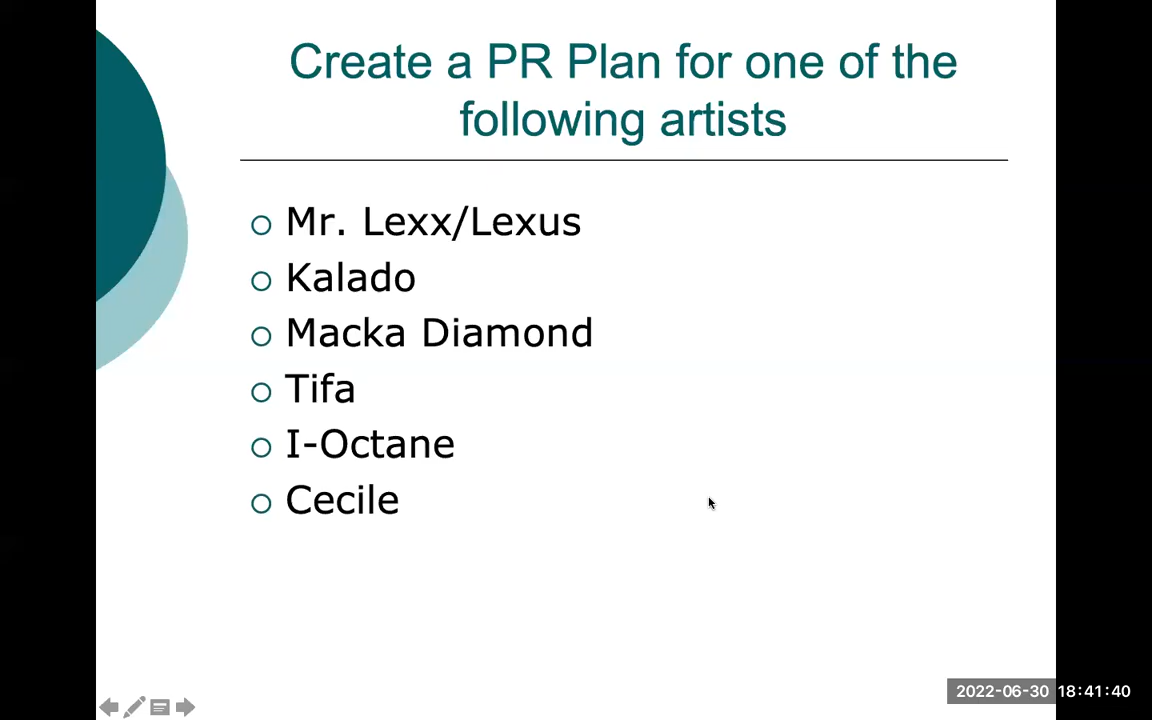 Create a PR Plan for one of the
following artists
Mr. Lexx/Lexus
Kalado
Macka Diamond
Tifa
I-Octane
Cecile
2022-06-30 18:41:40